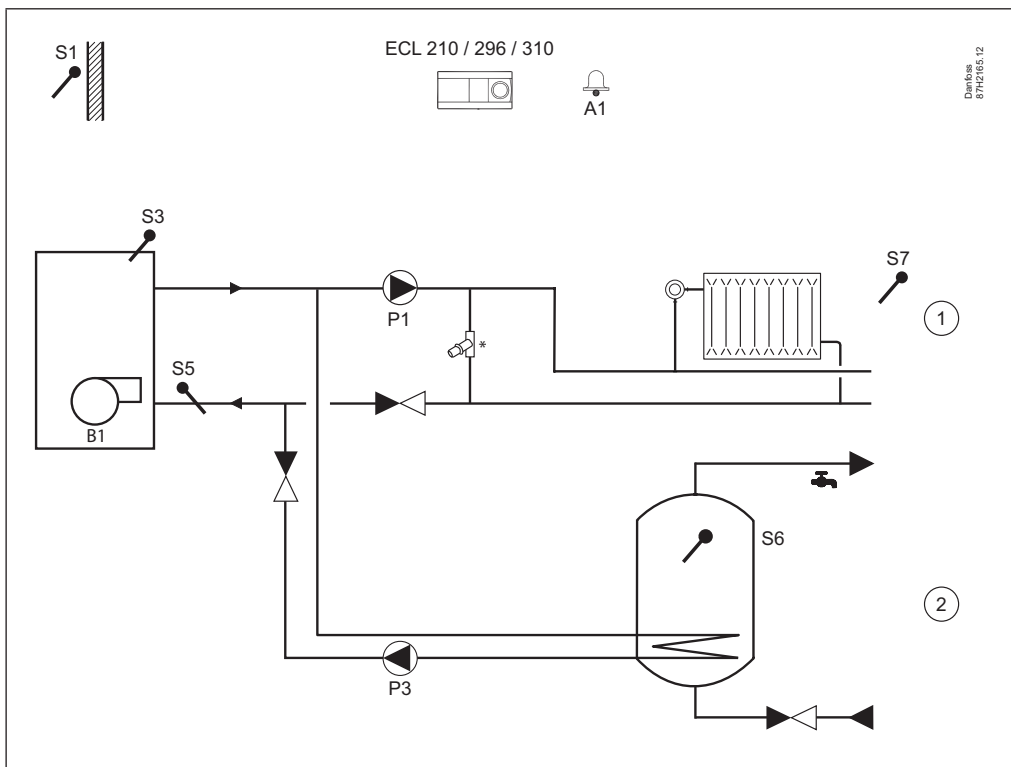 S1
ECL 210 / 296 / 310
A1
Danfoss
87H2165.12
S3
S7
P1
*
1
S5
B1
S6
2
P3